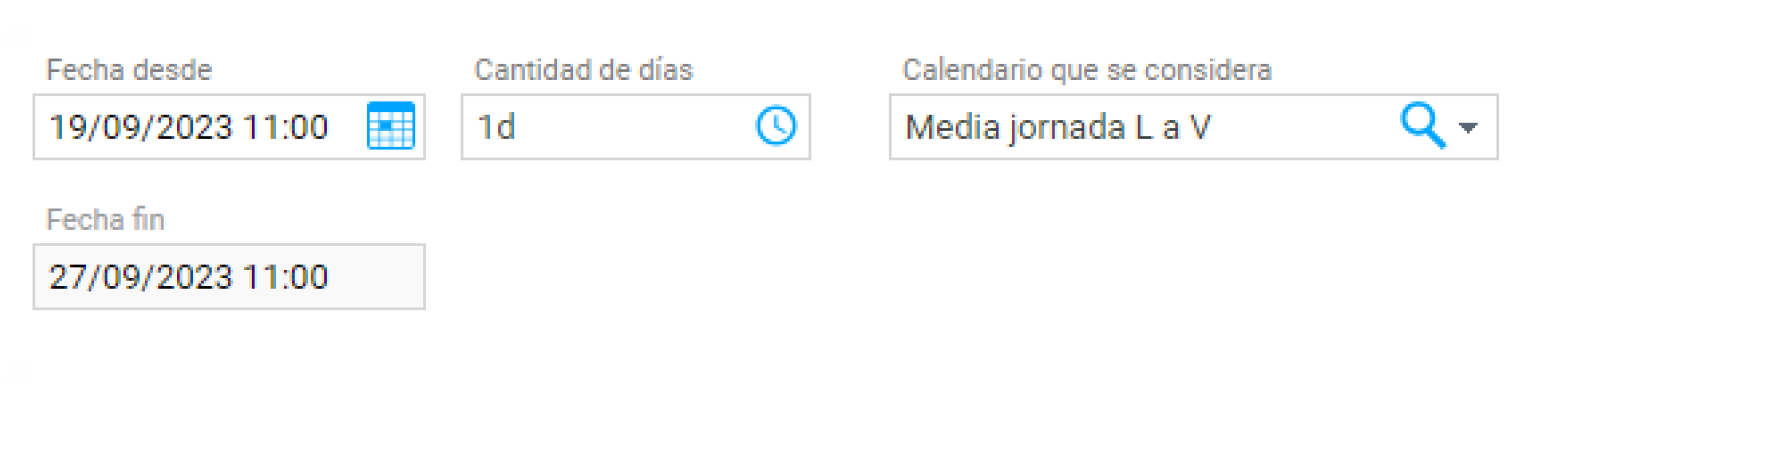 Fecha desde Cantidad de días Calendario que se considera
19/09/2023 11:00 1d Media jornada L a V
Fecha fin
27/09/2023 11:00